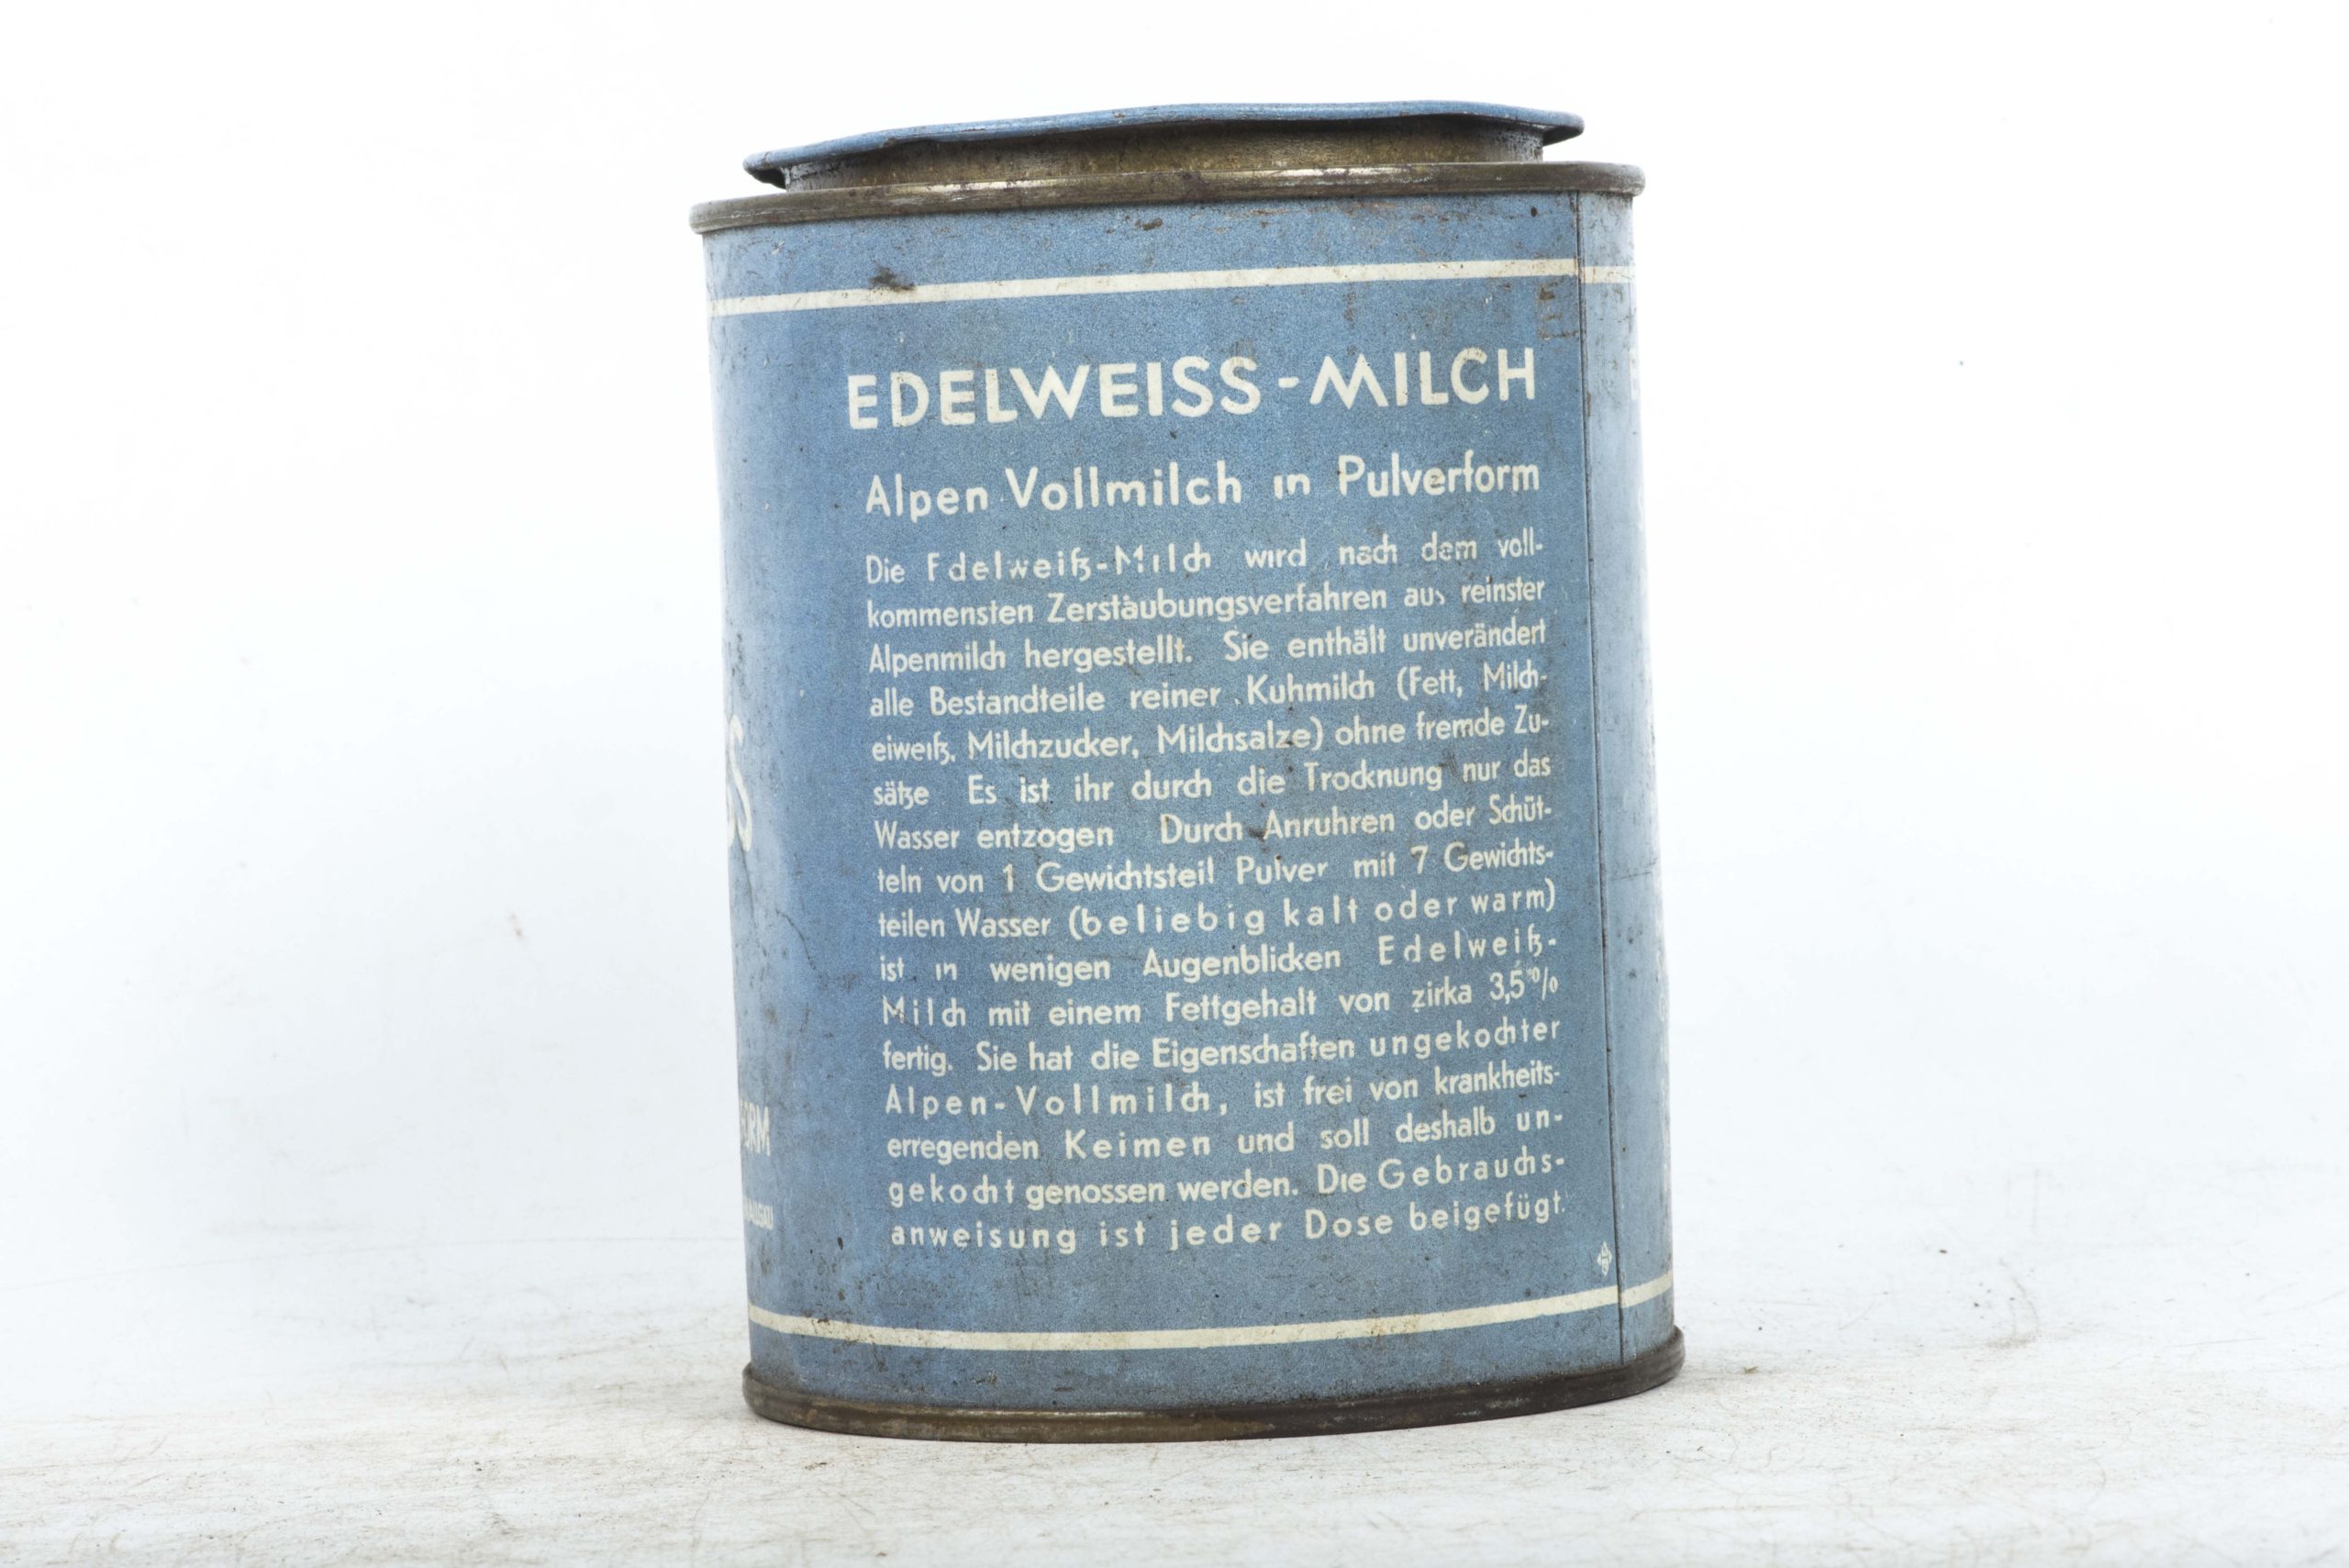 EDELWEISS-MILCH
Alpen Vollmilch in Pulverform
Die Edelweiß-Milch wird nach dem voll-
kommensten Zerstäubungsverfahren aus reinster
Alpenmilch hergestellt. Sie enthält unverändert
alle Bestandteile reiner Kuhmilch (Fett, Milch-
eiweiß, Milchzucker, Milchsalze) ohne fremde Zu-
sätze Es ist ihr durch die Trocknung nur das
Wasser entzogen Durch Anruhren oder Schüt-
teln von 1 Gewichtsteil Pulver mit 7 Gewichts-
teilen Wasser (beliebig kalt oder warm)
ist in wenigen Augenblicken Edelweiß-
Milch mit einem Fettgehalt von zirka 3,5%
fertig. Sie hat die Eigenschaften ungekochter
Alpen-Vollmilch, ist frei von krankheits-
erregenden Keimen und soll deshalb un-
gekocht genossen werden. Die Gebrauchs-
anweisung ist jeder Dose beigefügt.
SS
FORM